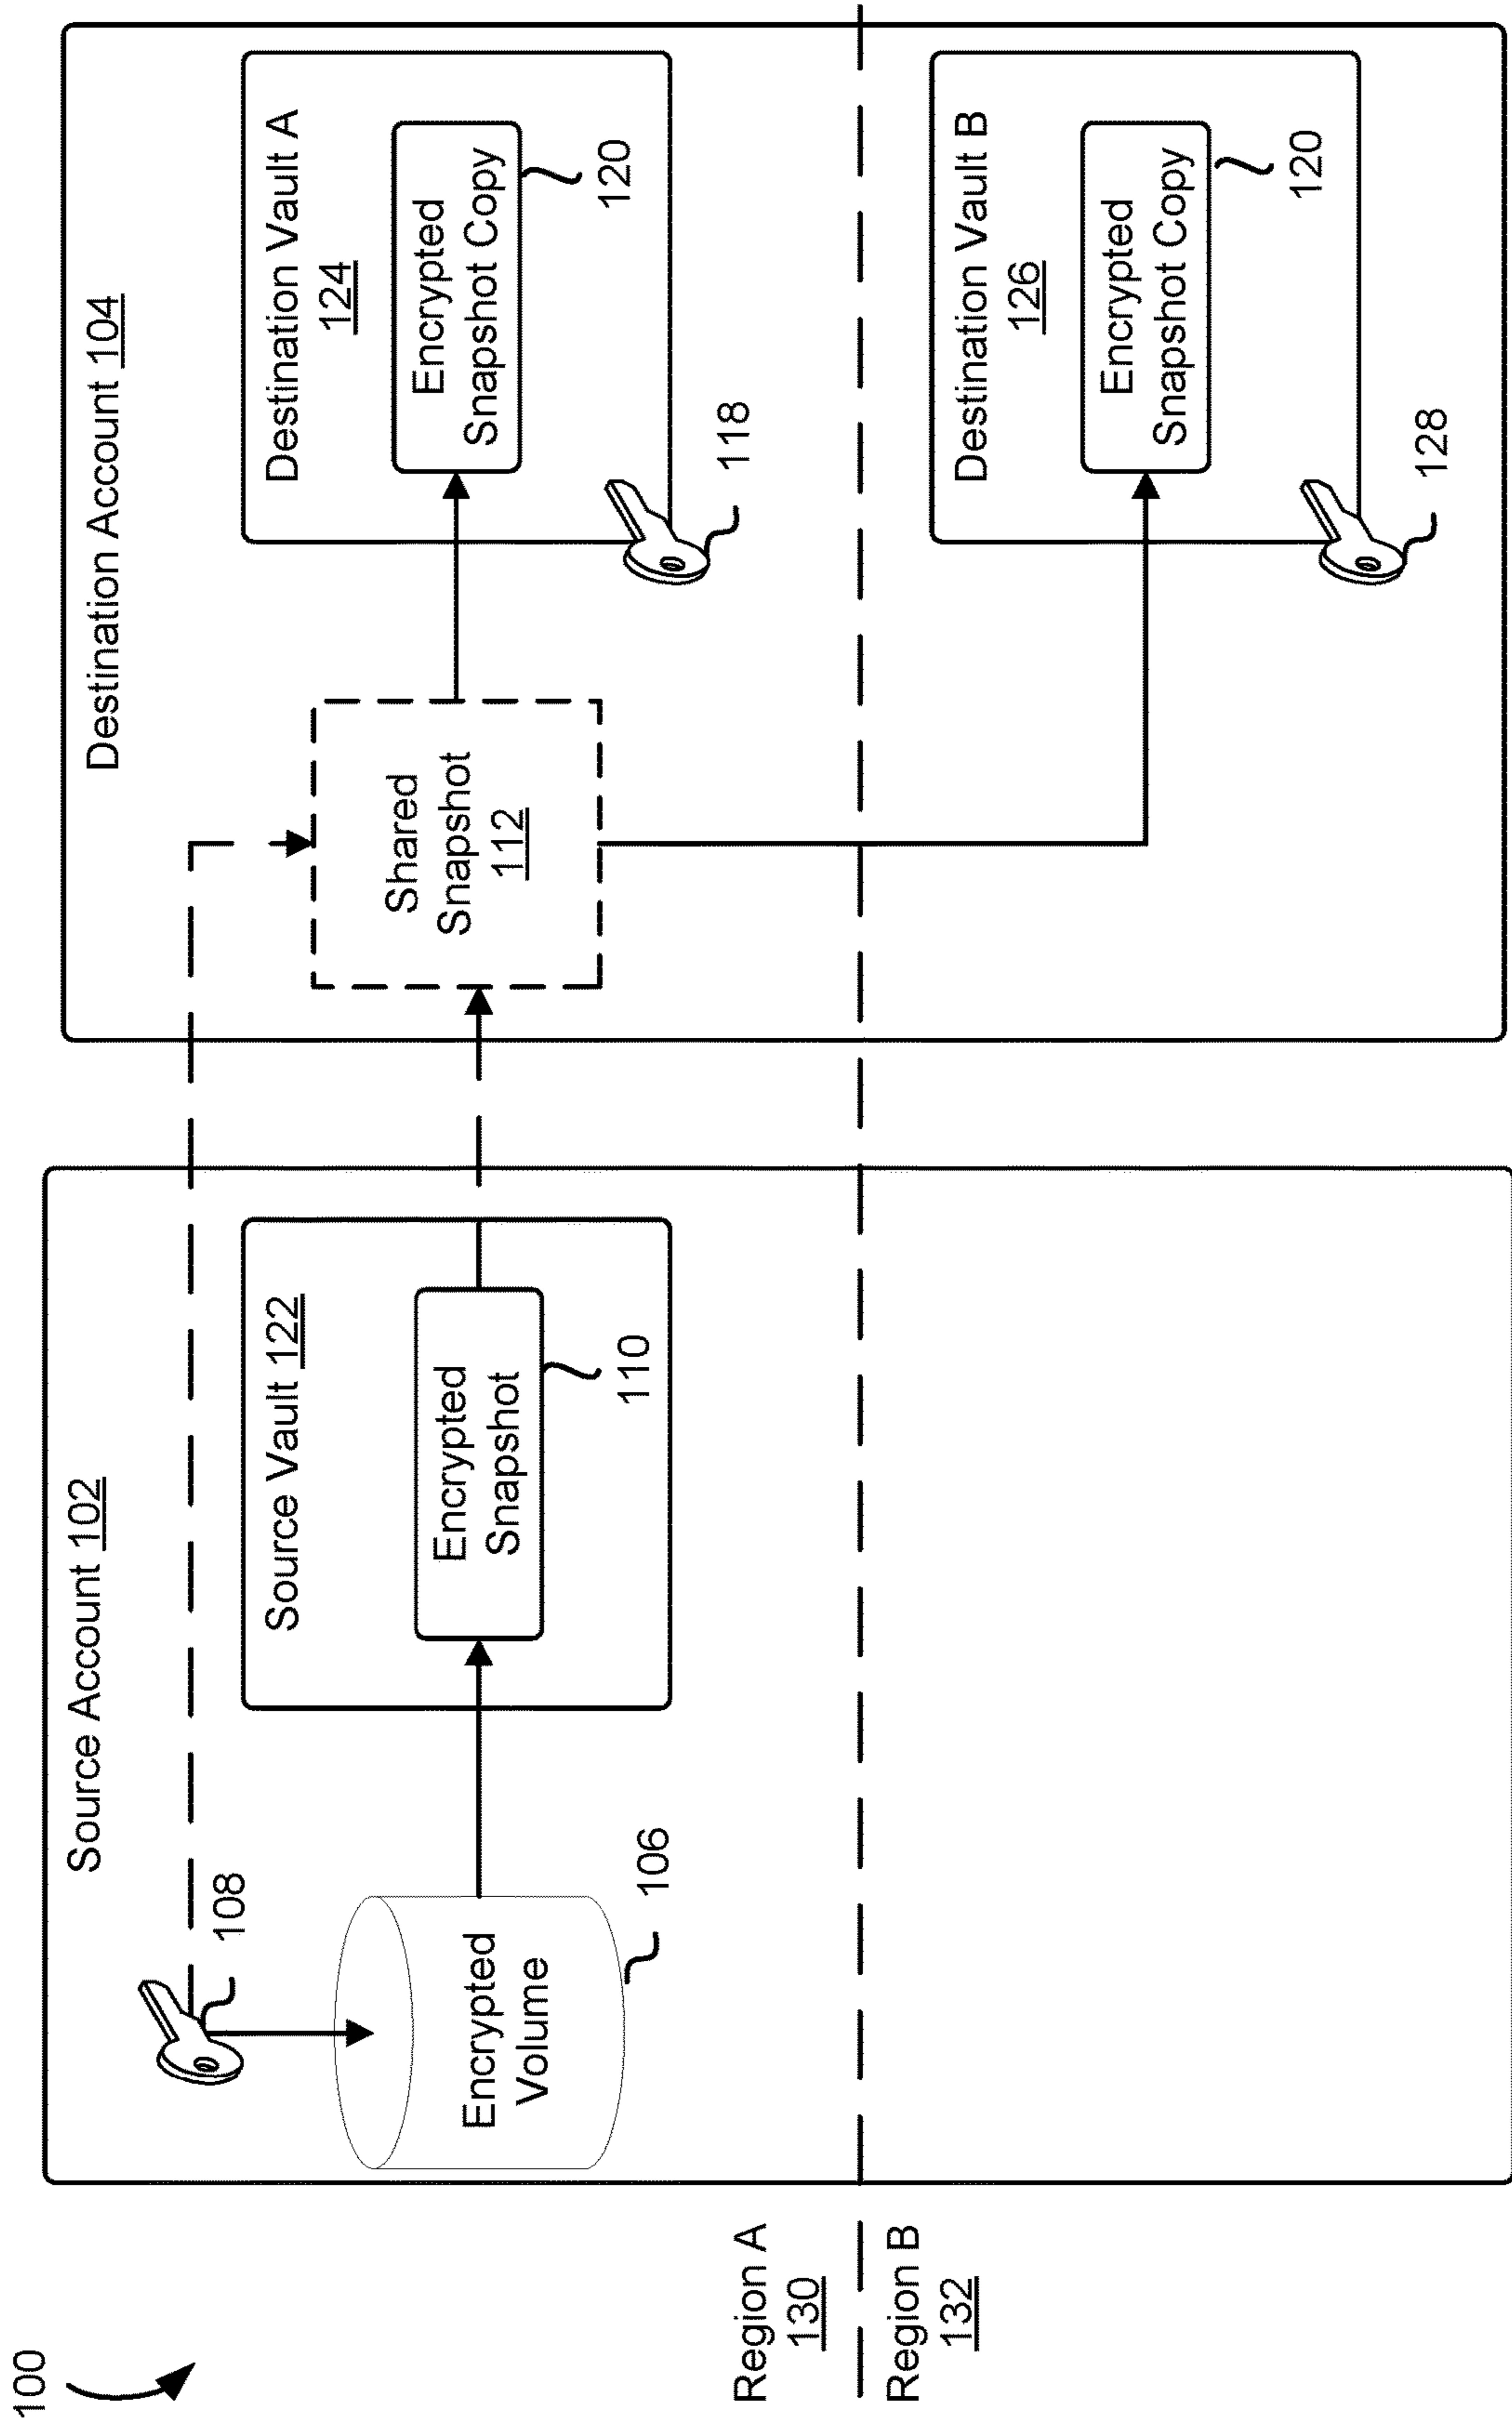 100
Source Account 102
108
Encrypted
Volume
106
Source Vault 122
Encrypted
Snapshot
110
Destination Account 104
Shared
Snapshot
112
Destination Vault A
124
Encrypted
Snapshot Copy
120
118
Region A
130
Region B
132
Destination Vault B
126
Encrypted
Snapshot Copy
120
128